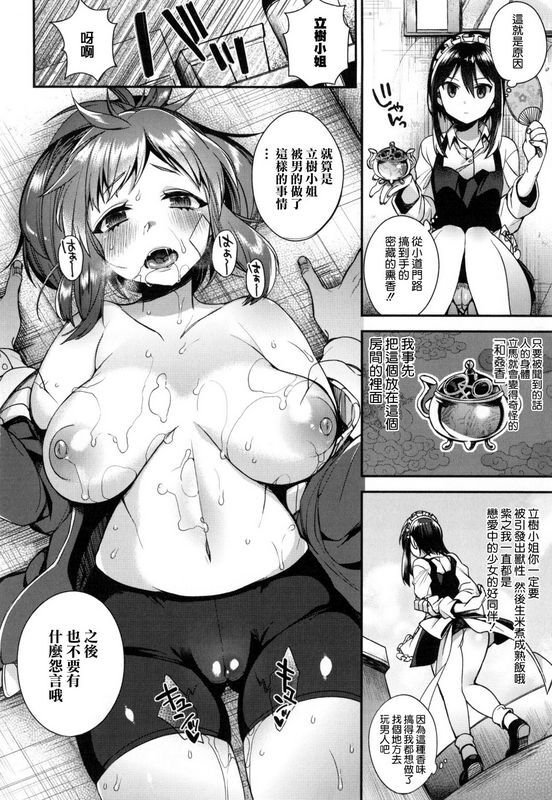 這就是
原因
じゃんっ
從小道門路
搞到手的
密藏的熏香!!
只要被聞到的話
人的身體
立馬就會變得奇怪的
「和姦香」
我事先
把這個放在這個
房間的裡面
立樹小姐你一定要
被引發出獸性 然後生米煮成熟飯哦
紫之我一直都是
戀愛中的少女的好同伴
因為這種香味
搞得我都想做了
找個地方去
玩男人吧
立樹小姐
呀啊
就算是
立樹小姐
被男的做了
這樣的事情
…
はぁー
はぁー
之後
也不要有
什麼怨言哦